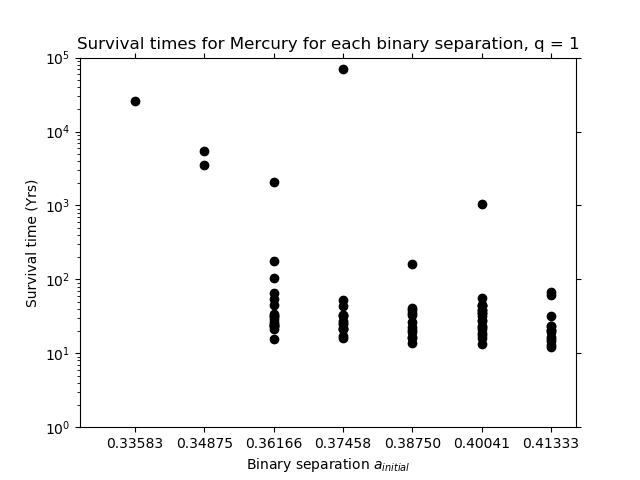 Survival times for Mercury for each binary separation, q = 1
10^5
10^4
10^3
10^2
10^1
10^0
Survival time (Yrs)
0.33583 0.34875 0.36166 0.37458 0.38750 0.40041 0.41333
Binary separation a_initial